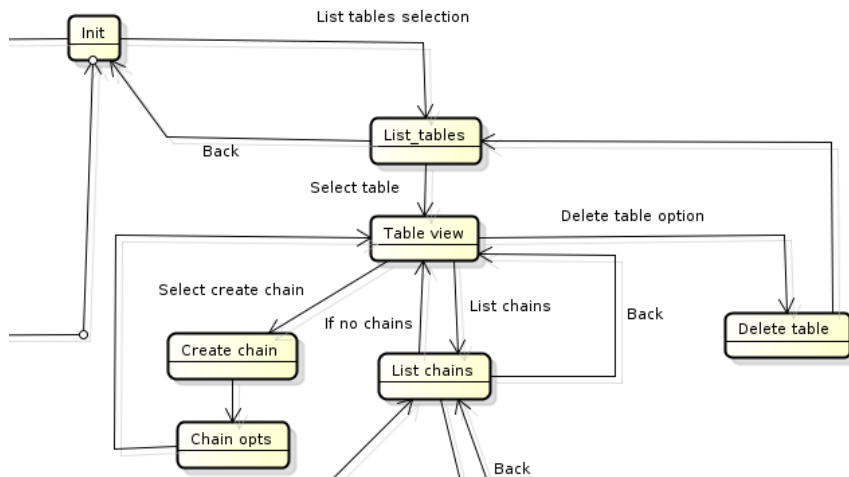 List tables selection
Init
List_tables
Back
Select table
Delete table option
Table view
Select create chain
List chains
If no chains
Back
Delete table
Create chain
List chains
Chain opts
Back